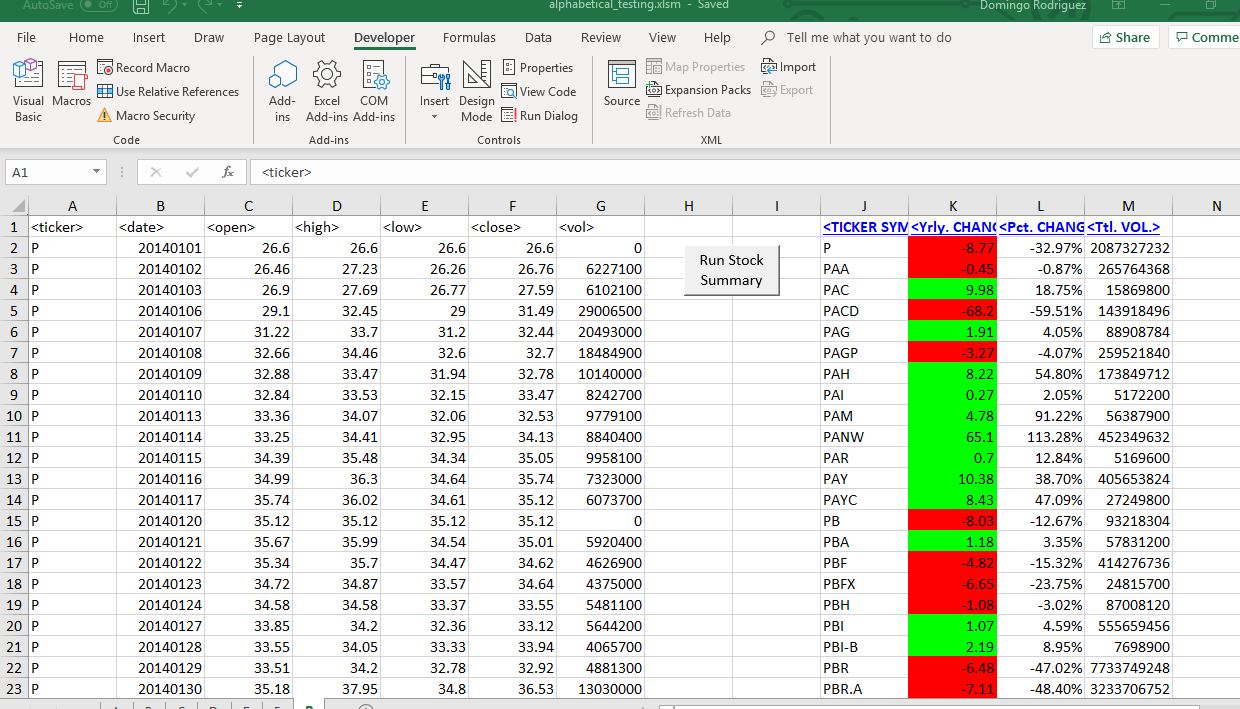 AutoSave Off alphabetical_testing.xlsm - Saved Domingo Rodriguez
File Home Insert Draw Page Layout Developer Formulas Data Review View Help Tell me what you want to do Share Comme
Visual Basic Macros Record Macro Use Relative References Macro Security
Add-ins Excel Add-ins COM Add-ins
Insert Design Mode Properties View Code Run Dialog
Source Map Properties Expansion Packs Refresh Data Import Export
Code Add-ins Controls XML
A1 fx <ticker>
A B C D E F G H I J K L M N
1 <ticker> <date> <open> <high> <low> <close> <vol> <TICKER SYM <Yrly. CHANG <Pct. CHANG <Ttl. VOL.>
2 P 20140101 26.6 26.6 26.6 26.6 0 P -8.77 -32.97% 2087327232
3 P 20140102 26.46 27.23 26.26 26.76 6227100 PAA -0.45 -0.87% 265764368
4 P 20140103 26.9 27.69 26.77 27.59 6102100 PAC 9.98 18.75% 15869800
5 P 20140106 29.1 32.45 29 31.49 29006500 PACD -68.2 -59.51% 143918496
6 P 20140107 31.22 33.7 31.2 32.44 20493000 PAG 1.91 4.05% 88908784
7 P 20140108 32.66 34.46 32.6 32.7 18484900 PAGP -3.27 -4.07% 259521840
8 P 20140109 32.88 33.47 31.94 32.78 10140000 PAH 8.22 54.80% 173849712
9 P 20140110 32.84 33.53 32.15 33.47 8242700 PAI 0.27 2.05% 5172200
10 P 20140113 33.36 34.07 32.06 32.53 9779100 PAM 4.78 91.22% 56387900
11 P 20140114 33.25 34.41 32.95 34.13 8840400 PANW 65.1 113.28% 452349632
12 P 20140115 34.39 35.48 34.34 35.05 9958100 PAR 0.7 12.84% 5169600
13 P 20140116 34.99 36.3 34.64 35.74 7323000 PAY 10.38 38.70% 405653824
14 P 20140117 35.74 36.02 34.61 35.12 6073700 PAYC 8.43 47.09% 27249800
15 P 20140120 35.12 35.12 35.12 35.12 0 PB -8.03 -12.67% 93218304
16 P 20140121 35.67 35.99 34.54 35.01 5920400 PBA 1.18 3.35% 57831200
17 P 20140122 35.34 35.7 34.47 34.62 4626900 PBF -4.82 -15.32% 414276736
18 P 20140123 34.72 34.87 33.57 34.64 4375000 PBFX -6.65 -23.75% 24815700
19 P 20140124 34.58 34.58 33.37 33.55 5481100 PBH -1.08 -3.02% 87008120
20 P 20140127 33.85 34.2 32.36 33.12 5644200 PBI 1.07 4.59% 555659456
21 P 20140128 33.55 34.05 33.33 33.94 4065700 PBI-B 2.19 8.95% 7698900
22 P 20140129 33.51 34.2 32.78 32.92 4881300 PBR -6.48 -47.02% 7733749248
23 P 20140130 35.18 37.95 34.8 36.53 13030000 PBR.A -7.11 -48.40% 3233706752
Run Stock
Summary